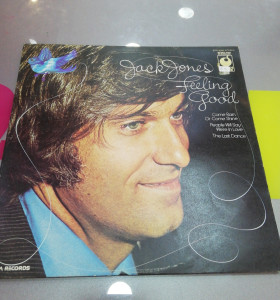 Jack Jones
Feeling
Good
Come Rain
Or Come Shine
People Will Say
We're In Love
The Last Dance
RECORDS